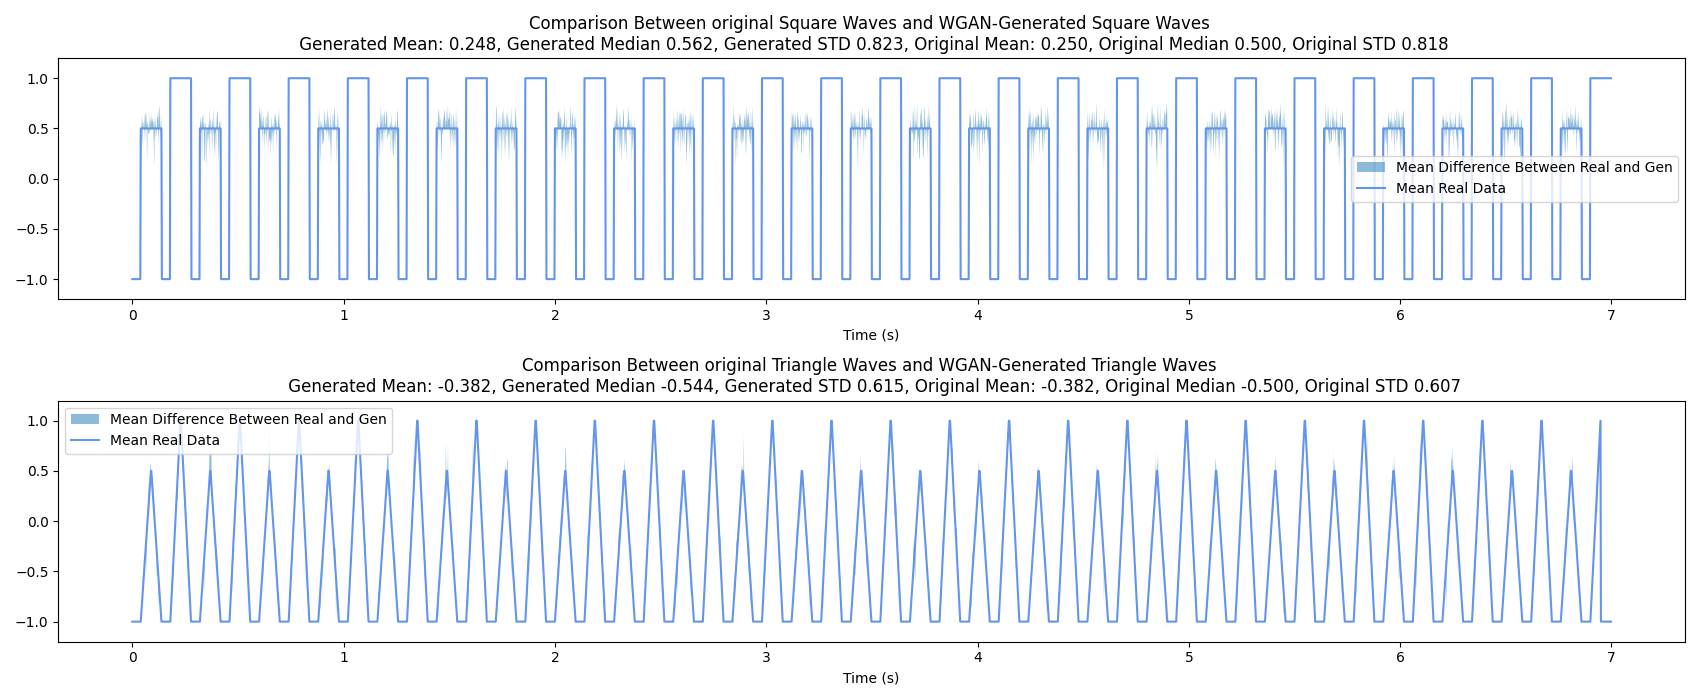 Comparison Between original Square Waves and WGAN-Generated Square Waves
Generated Mean: 0.248, Generated Median 0.562, Generated STD 0.823, Original Mean: 0.250, Original Median 0.500, Original STD 0.818
1.0
0.5
0.0
−0.5
−1.0
Mean Difference Between Real and Gen
Mean Real Data
0 1 2 3 4 5 6 7
Time (s)
Comparison Between original Triangle Waves and WGAN-Generated Triangle Waves
Generated Mean: -0.382, Generated Median -0.544, Generated STD 0.615, Original Mean: -0.382, Original Median -0.500, Original STD 0.607
Mean Difference Between Real and Gen
Mean Real Data
1.0
0.5
0.0
−0.5
−1.0
0 1 2 3 4 5 6 7
Time (s)